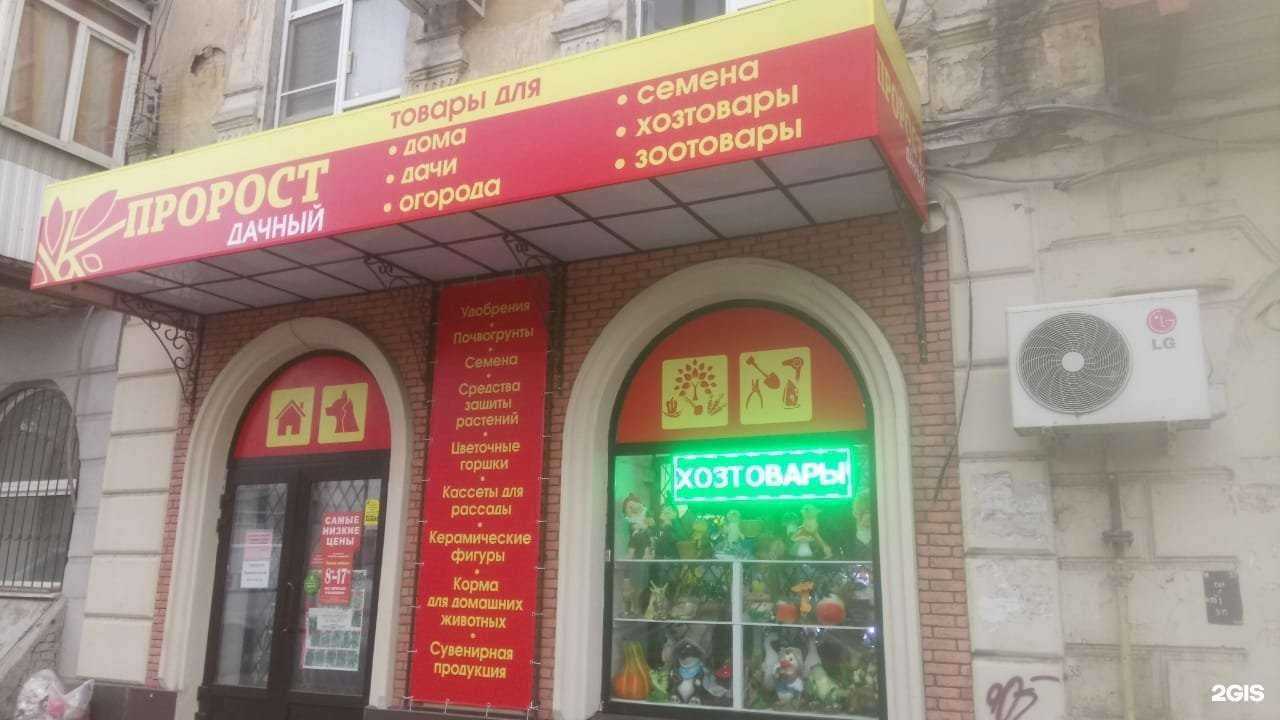 ПРОРОСТ
ДАЧНЫЙ
товары для
• дома
• дачи
• огорода
• семена
• хозтовары
• зоотовары
Удобрения
•
Почвогрунты
•
Семена
•
Средства
защиты
растений
•
Цветочные
горшки
•
Кассеты для
рассады
•
Керамические
фигуры
•
Корма
для домашних
животных
•
Сувенирная
продукция
САМЫЕ
НИЗКИЕ
ЦЕНЫ
8-17
ХОЗТОВАРЫ
LG
2GIS